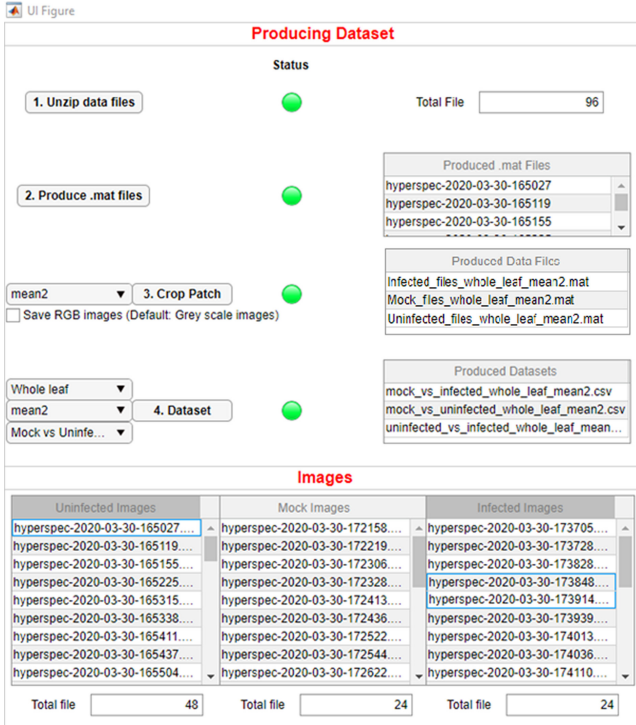 UI Figure
Producing Dataset
Status
1. Unzip data files
Total File
96
2. Produce .mat files
Produced .mat Files
hyperspec-2020-03-30-165027
hyperspec-2020-03-30-165119
hyperspec-2020-03-30-165155
mean2
3. Crop Patch
Save RGB images (Default: Grey scale images)
Produced Data Files
Infected_files_whole_leaf_mean2.mat
Mock_files_whole_leaf_mean2.mat
Uninfected_files_whole_leaf_mean2.mat
Whole leaf
mean2
Mock vs Uninfe...
4. Dataset
Produced Datasets
mock_vs_infected_whole_leaf_mean2.csv
mock_vs_uninfected_whole_leaf_mean2.csv
uninfected_vs_infected_whole_leaf_mean...
Images
Uninfected Images
hyperspec-2020-03-30-165027....
hyperspec-2020-03-30-165119....
hyperspec-2020-03-30-165155....
hyperspec-2020-03-30-165225....
hyperspec-2020-03-30-165315....
hyperspec-2020-03-30-165338....
hyperspec-2020-03-30-165411....
hyperspec-2020-03-30-165437....
hyperspec-2020-03-30-165504....
Total file
48
Mock Images
hyperspec-2020-03-30-172158....
hyperspec-2020-03-30-172219....
hyperspec-2020-03-30-172306....
hyperspec-2020-03-30-172328....
hyperspec-2020-03-30-172413....
hyperspec-2020-03-30-172436....
hyperspec-2020-03-30-172522....
hyperspec-2020-03-30-172544....
hyperspec-2020-03-30-172622....
Total file
24
Infected Images
hyperspec-2020-03-30-173705....
hyperspec-2020-03-30-173728....
hyperspec-2020-03-30-173828....
hyperspec-2020-03-30-173848....
hyperspec-2020-03-30-173914....
hyperspec-2020-03-30-173939....
hyperspec-2020-03-30-174013....
hyperspec-2020-03-30-174036....
hyperspec-2020-03-30-174110....
Total file
24